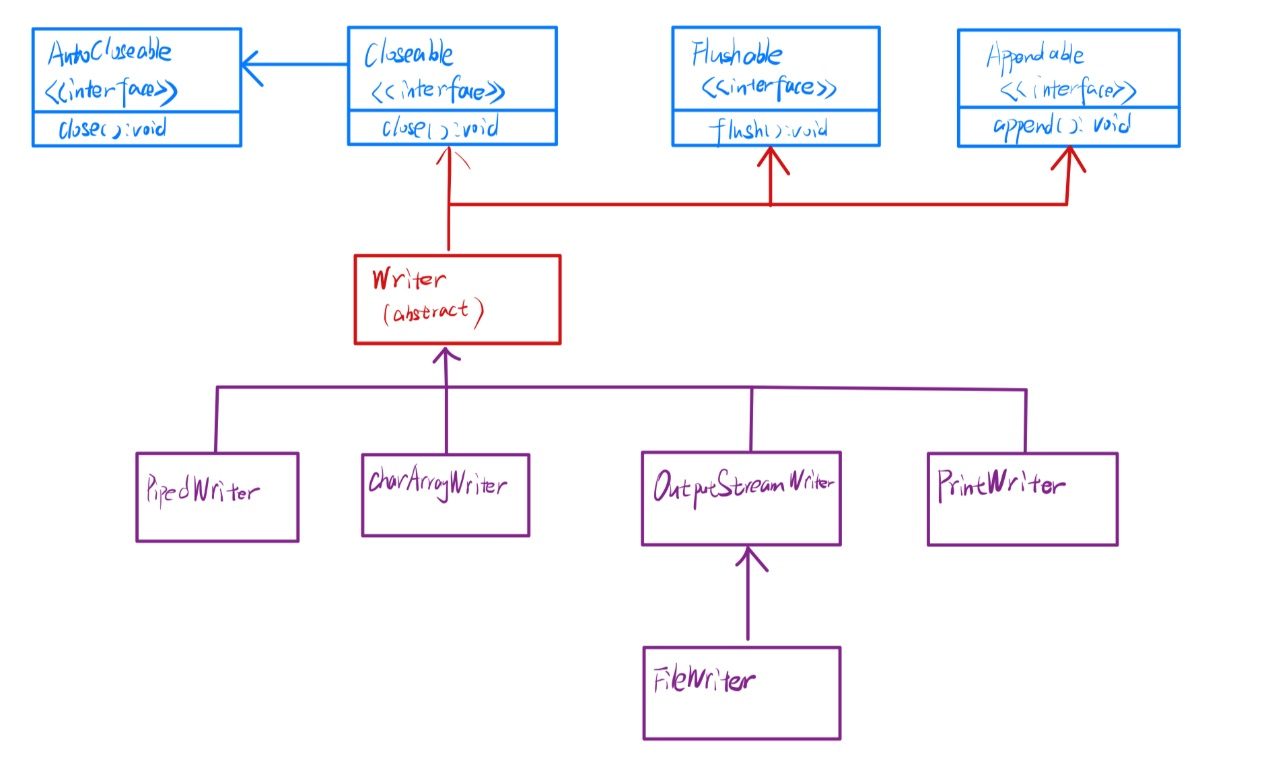 AutoCloseable
<<interface>>
close():void
Closeable
<<interface>>
close():void
Flushable
<<interface>>
flush():void
Appendable
<<interface>>
append(): void
Writer
(abstract)
PipedWriter
charArrayWriter
OutputStreamWriter
PrintWriter
FileWriter